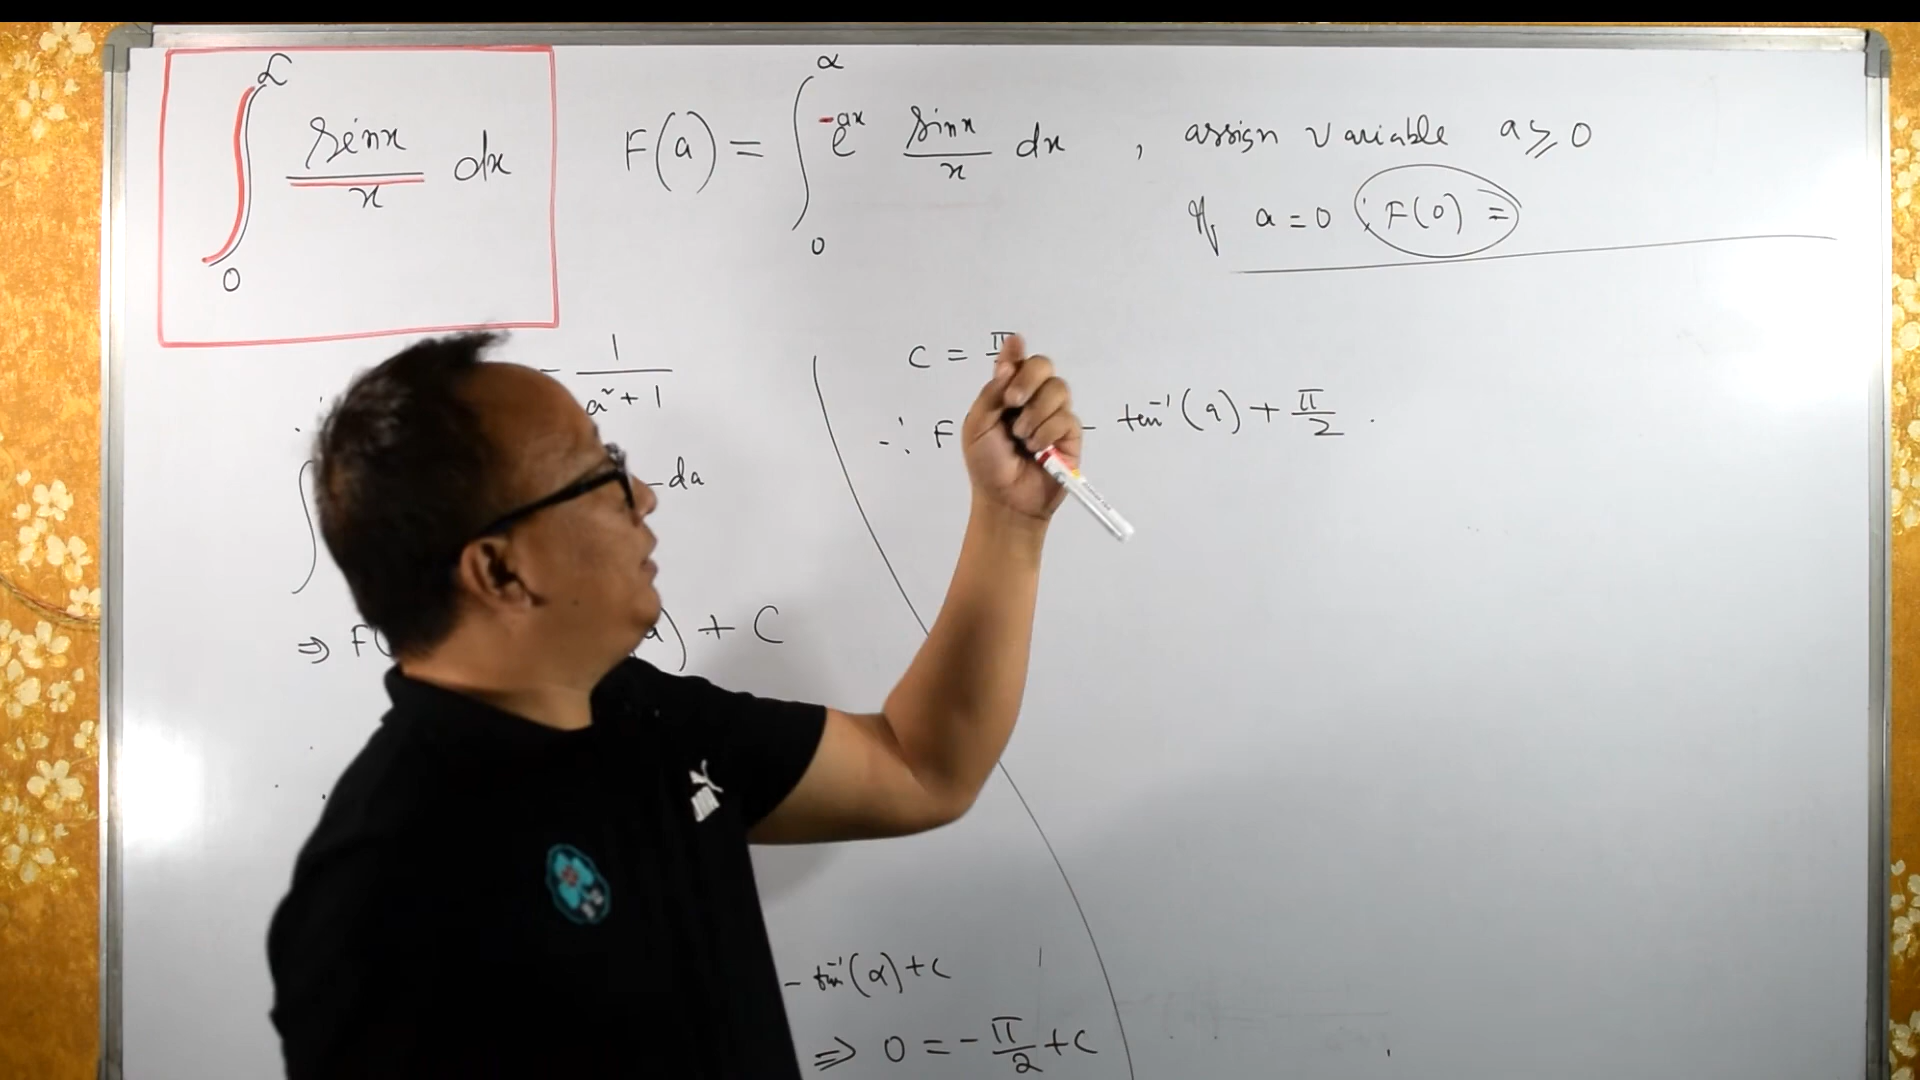 ∫₀^∝ sinx/x dx
F(a) = ∫₀^∝ e^(-ax) sinx/x dx , assign variable a ≥ 0
If a = 0 ; F(0) =
- 1/(a² + 1)
da
⇒ F( a) + C
C = π
∴ F - tan⁻¹(a) + π/2 .
- tan⁻¹(∝) + C
⇒ 0 = - π/2 + C